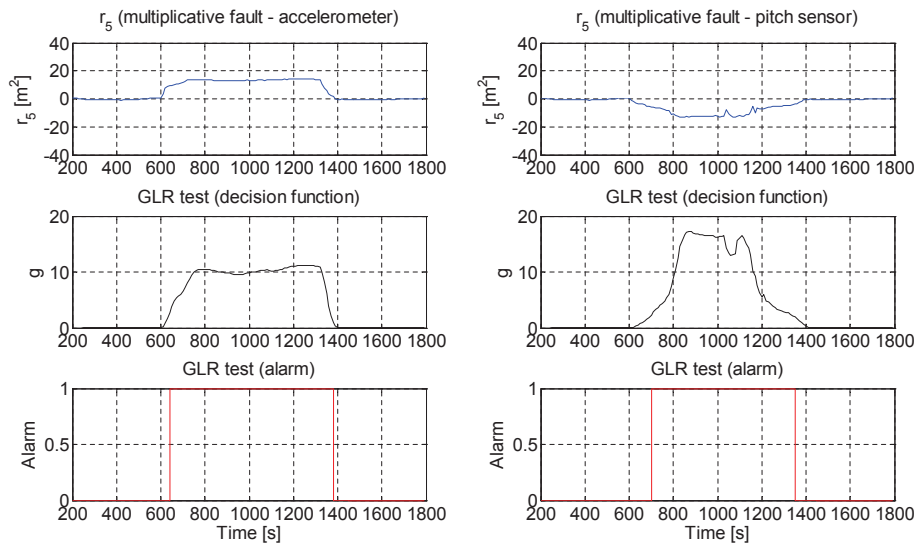 r5 (multiplicative fault - accelerometer)
40
20
0
-20
-40
r5 [m2]
200 400 600 800 1000 1200 1400 1600 1800
GLR test (decision function)
20
10
0
g
200 400 600 800 1000 1200 1400 1600 1800
GLR test (alarm)
1
0.5
0
Alarm
200 400 600 800 1000 1200 1400 1600 1800
Time [s]
r5 (multiplicative fault - pitch sensor)
40
20
0
-20
-40
r5 [m2]
200 400 600 800 1000 1200 1400 1600 1800
GLR test (decision function)
20
10
0
g
200 400 600 800 1000 1200 1400 1600 1800
GLR test (alarm)
1
0.5
0
Alarm
200 400 600 800 1000 1200 1400 1600 1800
Time [s]